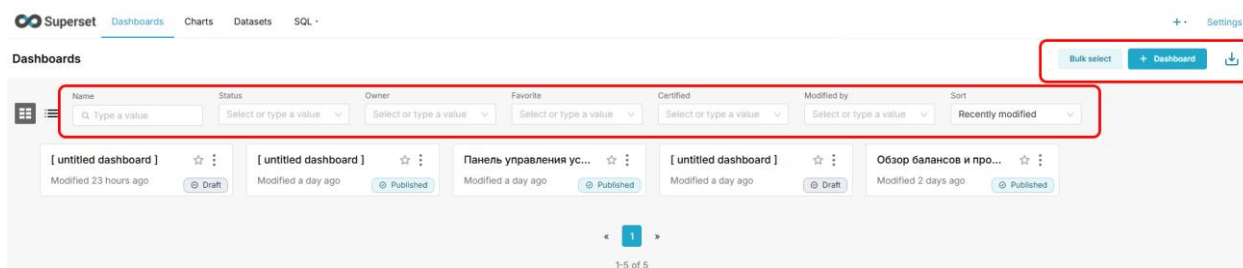 Superset Dashboards Charts Datasets SQL
Settings
Dashboards
Bulk select + Dashboard
Name Status Owner Favorite Certified Modified by Sort
Type a value Select or type a value Select or type a value Select or type a value Select or type a value Select or type a value Recently modified
[ untitled dashboard ] [ untitled dashboard ] Панель управления ус... [ untitled dashboard ] Обзор балансов и про...
Modified 23 hours ago Draft Modified a day ago Published Modified a day ago Published Modified a day ago Draft Modified 2 days ago Published
« 1 »
1-5 of 5